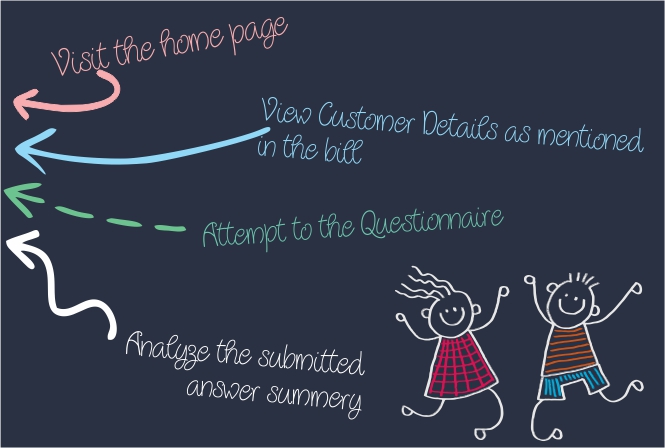 Visit the home page
View Customer Details as mentioned
in the bill
Attempt to the Questionnaire
Analyze the submitted
answer summery